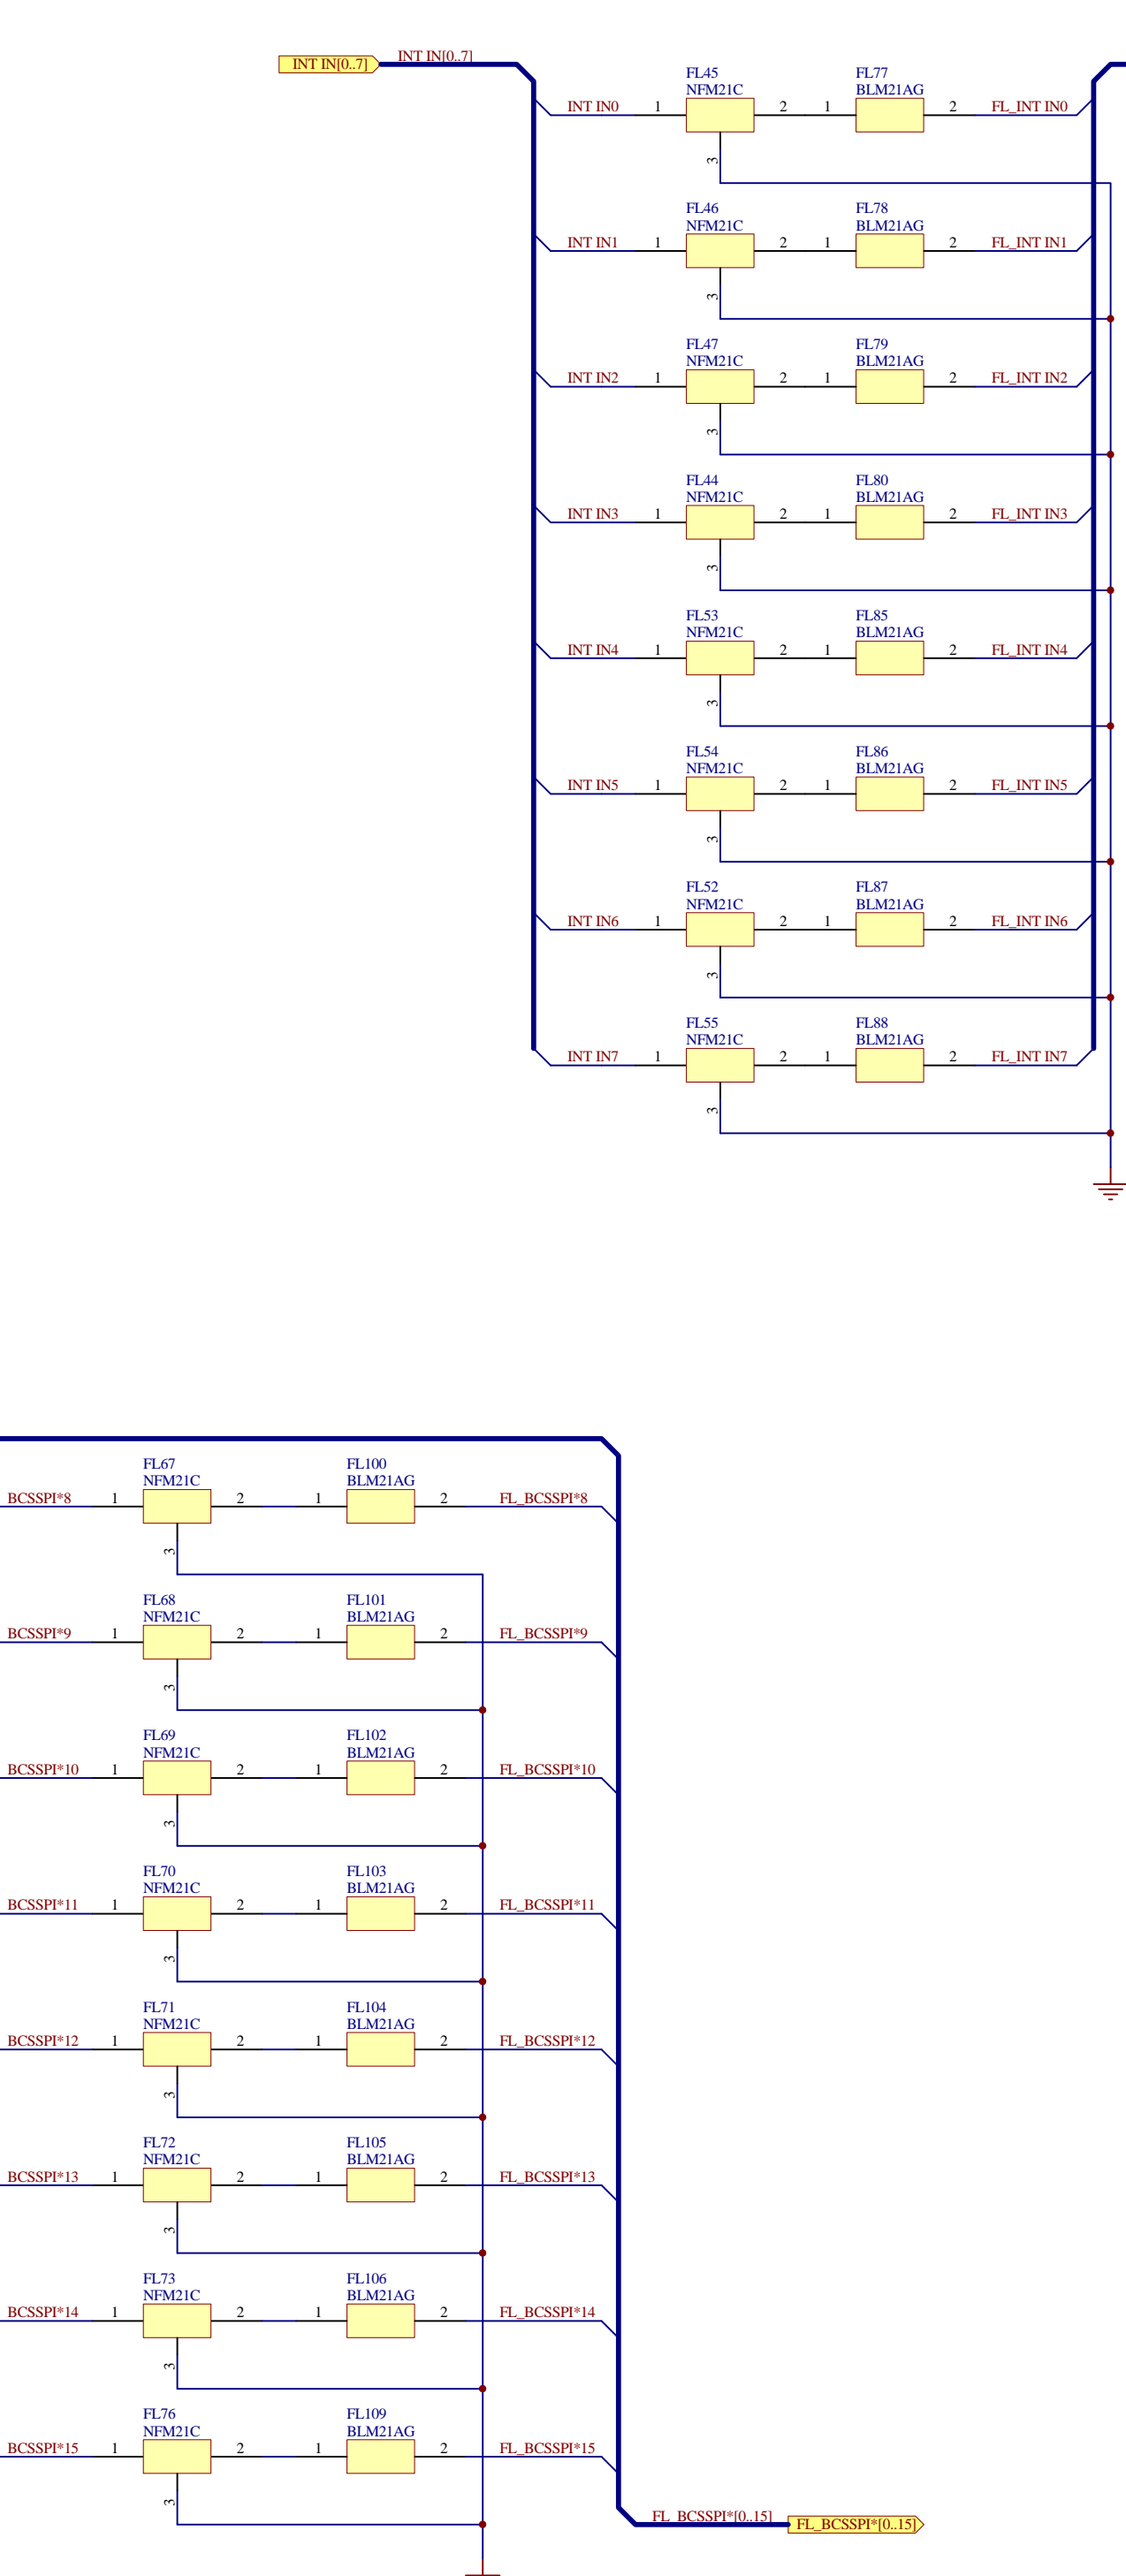 INT IN[0..7]
INT IN[0..7]
FL45
NFM21C
FL77
BLM21AG
INT IN0 1 2 1 2 FL_INT IN0
3
FL46
NFM21C
FL78
BLM21AG
INT IN1 1 2 1 2 FL_INT IN1
3
FL47
NFM21C
FL79
BLM21AG
INT IN2 1 2 1 2 FL_INT IN2
3
FL44
NFM21C
FL80
BLM21AG
INT IN3 1 2 1 2 FL_INT IN3
3
FL53
NFM21C
FL85
BLM21AG
INT IN4 1 2 1 2 FL_INT IN4
3
FL54
NFM21C
FL86
BLM21AG
INT IN5 1 2 1 2 FL_INT IN5
3
FL52
NFM21C
FL87
BLM21AG
INT IN6 1 2 1 2 FL_INT IN6
3
FL55
NFM21C
FL88
BLM21AG
INT IN7 1 2 1 2 FL_INT IN7
3
FL67
NFM21C
FL100
BLM21AG
BCSSPI*8 1 2 1 2 FL_BCSSPI*8
3
FL68
NFM21C
FL101
BLM21AG
BCSSPI*9 1 2 1 2 FL_BCSSPI*9
3
FL69
NFM21C
FL102
BLM21AG
BCSSPI*10 1 2 1 2 FL_BCSSPI*10
3
FL70
NFM21C
FL103
BLM21AG
BCSSPI*11 1 2 1 2 FL_BCSSPI*11
3
FL71
NFM21C
FL104
BLM21AG
BCSSPI*12 1 2 1 2 FL_BCSSPI*12
3
FL72
NFM21C
FL105
BLM21AG
BCSSPI*13 1 2 1 2 FL_BCSSPI*13
3
FL73
NFM21C
FL106
BLM21AG
BCSSPI*14 1 2 1 2 FL_BCSSPI*14
3
FL76
NFM21C
FL109
BLM21AG
BCSSPI*15 1 2 1 2 FL_BCSSPI*15
3
FL_BCSSPI*[0..15]
FL_BCSSPI*[0..15]